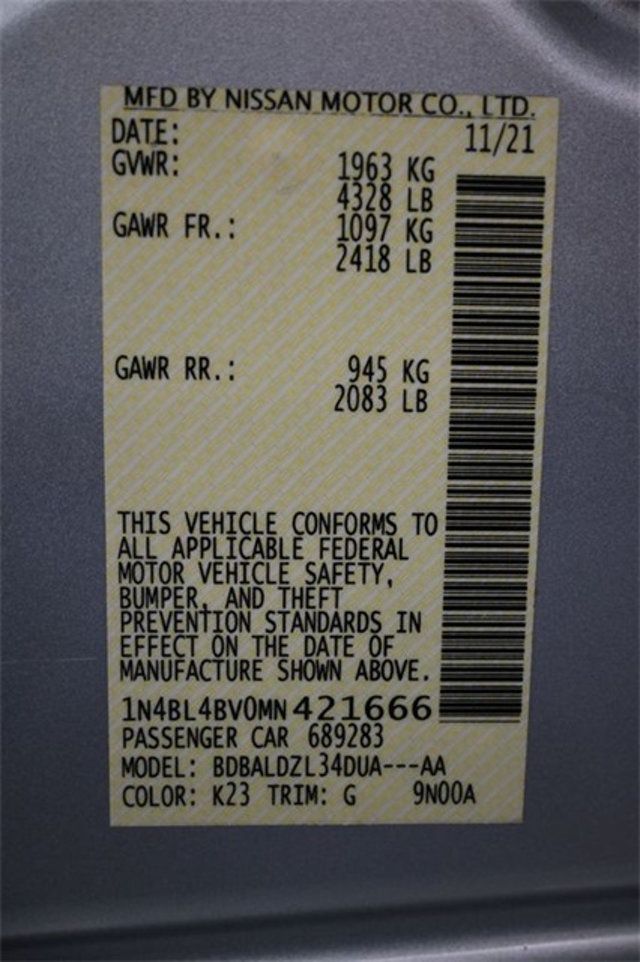 MFD BY NISSAN MOTOR CO., LTD.
DATE: 11/21
GVWR: 1963 KG
4328 LB
GAWR FR.: 1097 KG
2418 LB
GAWR RR.: 945 KG
2083 LB
THIS VEHICLE CONFORMS TO
ALL APPLICABLE FEDERAL
MOTOR VEHICLE SAFETY,
BUMPER, AND THEFT
PREVENTION STANDARDS IN
EFFECT ON THE DATE OF
MANUFACTURE SHOWN ABOVE.
1N4BL4BV0MN421666
PASSENGER CAR 689283
MODEL: BDBALDZL34DUA---AA
COLOR: K23 TRIM: G 9N00A